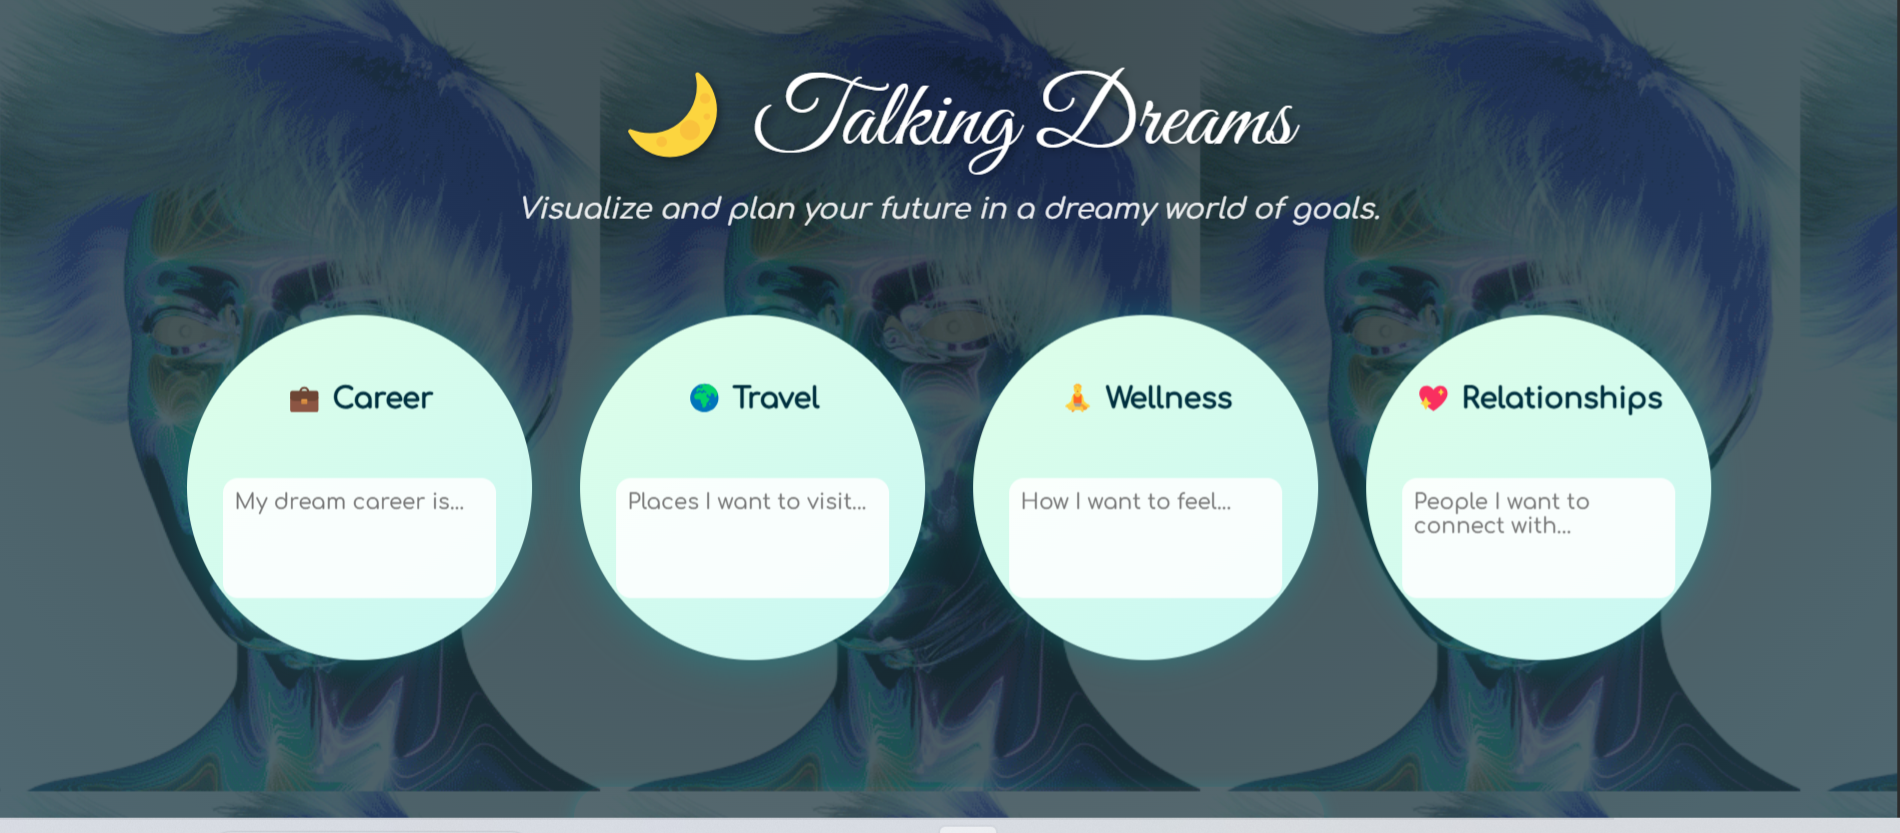 Talking Dreams
Visualize and plan your future in a dreamy world of goals.
Career
Travel
Wellness
Relationships
My dream career is...
Places I want to visit...
How I want to feel...
People I want to
connect with...